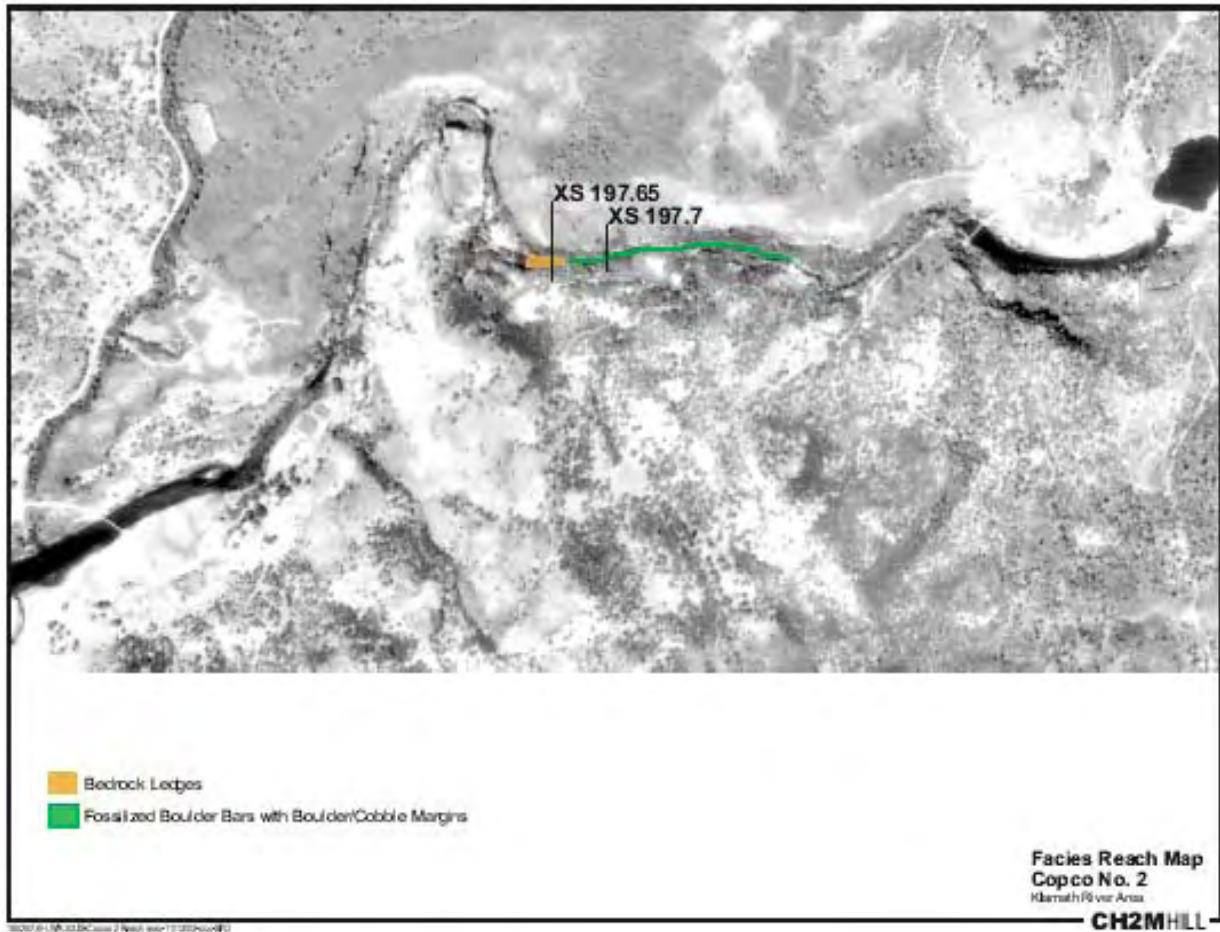 XS 197.65
XS 197.7
Bedrock Ledges
Fossilized Boulder Bars with Boulder/Cobble Margins
Facies Reach Map
Copco No. 2
Klamath River Area
CH2MHILL